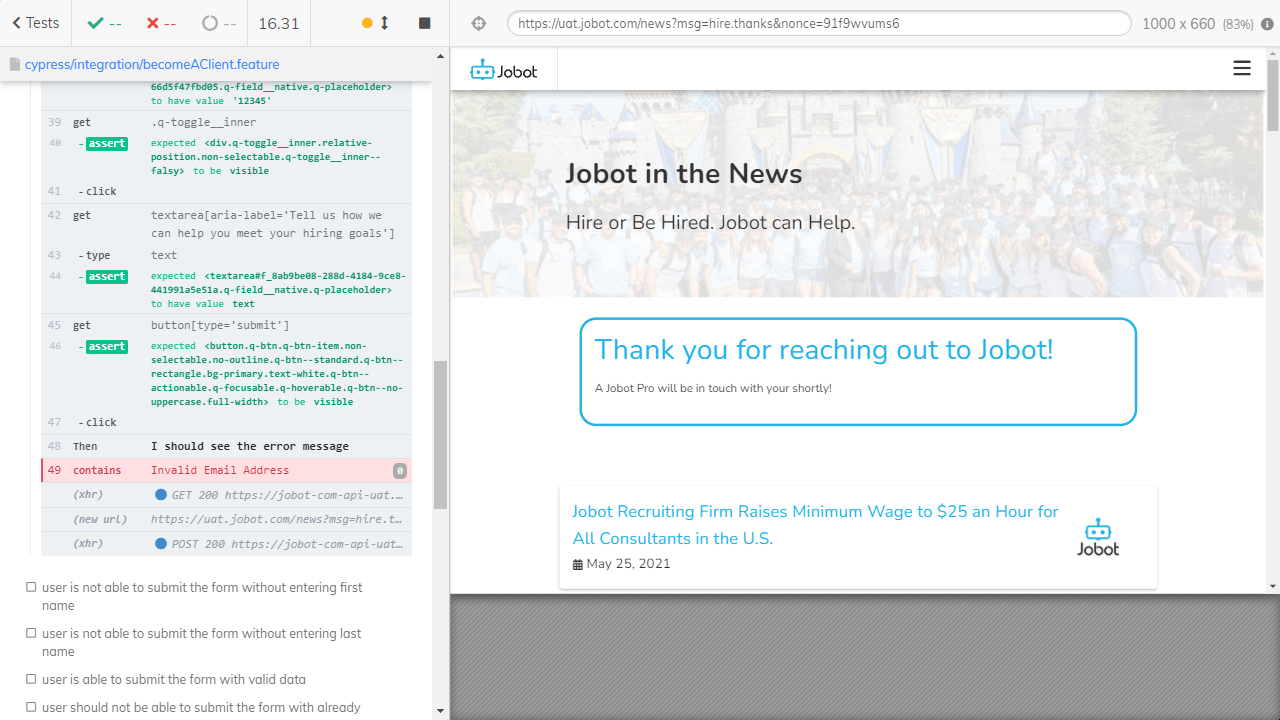 Tests
--
--
--
16.31
https://uat.jobot.com/news?msg=hire.thanks&nonce=91f9wvums6
1000 x 660 (83%)
cypress/integration/becomeAClient.feature
66d5f47fbd05.q-field__native.q-placeholder>
to have value '12345'
39 get .q-toggle__inner
40 - assert expected <div.q-toggle__inner.relative-
position.non-selectable.q-toggle__inner--
falsy> to be visible
41 - click
42 get textarea[aria-label='Tell us how we
can help you meet your hiring goals']
43 - type text
44 - assert expected <textarea#f_8ab9be08-288d-4184-9ce8-
441991a5e51a.q-field__native.q-placeholder>
to have value text
45 get button[type='submit']
46 - assert expected <button.q-btn.q-btn-item.non-
selectable.no-outline.q-btn--standard.q-btn--
rectangle.bg-primary.text-white.q-btn--
actionable.q-focusable.q-hoverable.q-btn--no-
uppercase.full-width> to be visible
47 - click
48 Then I should see the error message
49 contains Invalid Email Address 0
(xhr) GET 200 https://jobot-com-api-uat....
(new url) https://uat.jobot.com/news?msg=hire.t...
(xhr) POST 200 https://jobot-com-api-uat...
user is not able to submit the form without entering first
name
user is not able to submit the form without entering last
name
user is able to submit the form with valid data
user should not be able to submit the form with already
Jobot
Jobot in the News
Hire or Be Hired. Jobot can Help.
Thank you for reaching out to Jobot!
A Jobot Pro will be in touch with your shortly!
Jobot Recruiting Firm Raises Minimum Wage to $25 an Hour for
All Consultants in the U.S.
May 25, 2021
Jobot